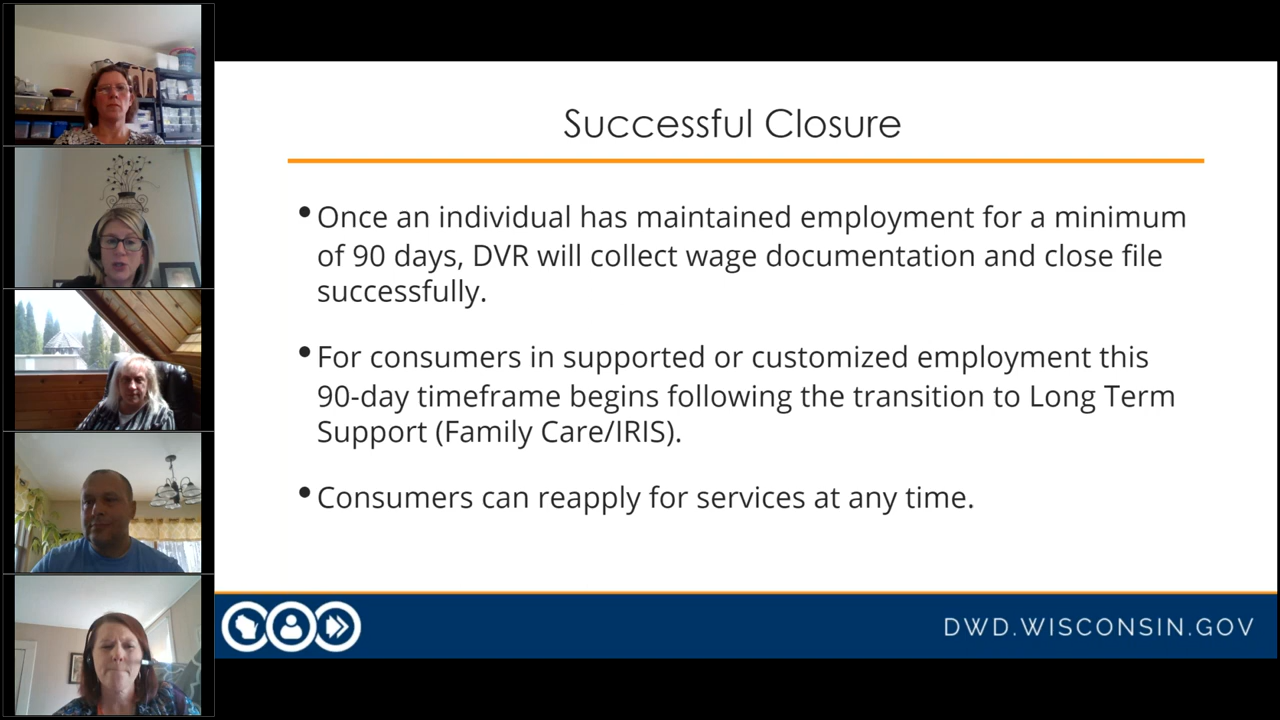 Successful Closure
• Once an individual has maintained employment for a minimum
of 90 days, DVR will collect wage documentation and close file
successfully.
• For consumers in supported or customized employment this
90-day timeframe begins following the transition to Long Term
Support (Family Care/IRIS).
• Consumers can reapply for services at any time.
DWD.WISCONSIN.GOV